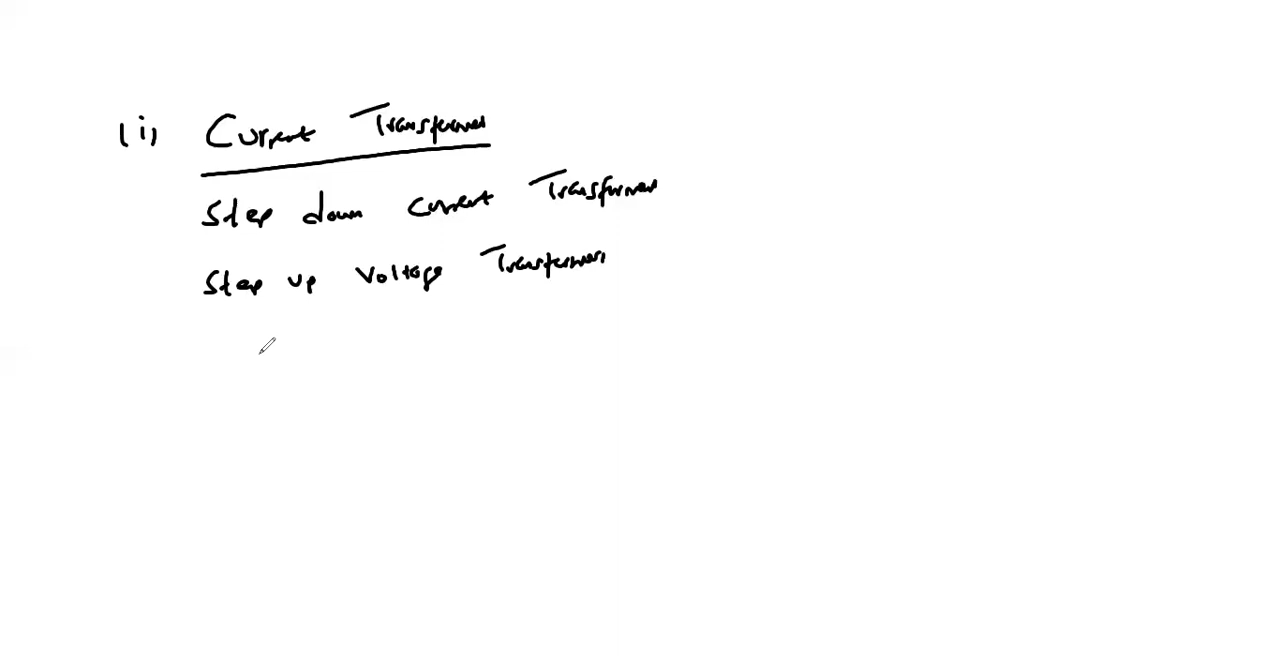 (i) Current Transformer
Step down Current Transformer
Step up Voltage Transformer